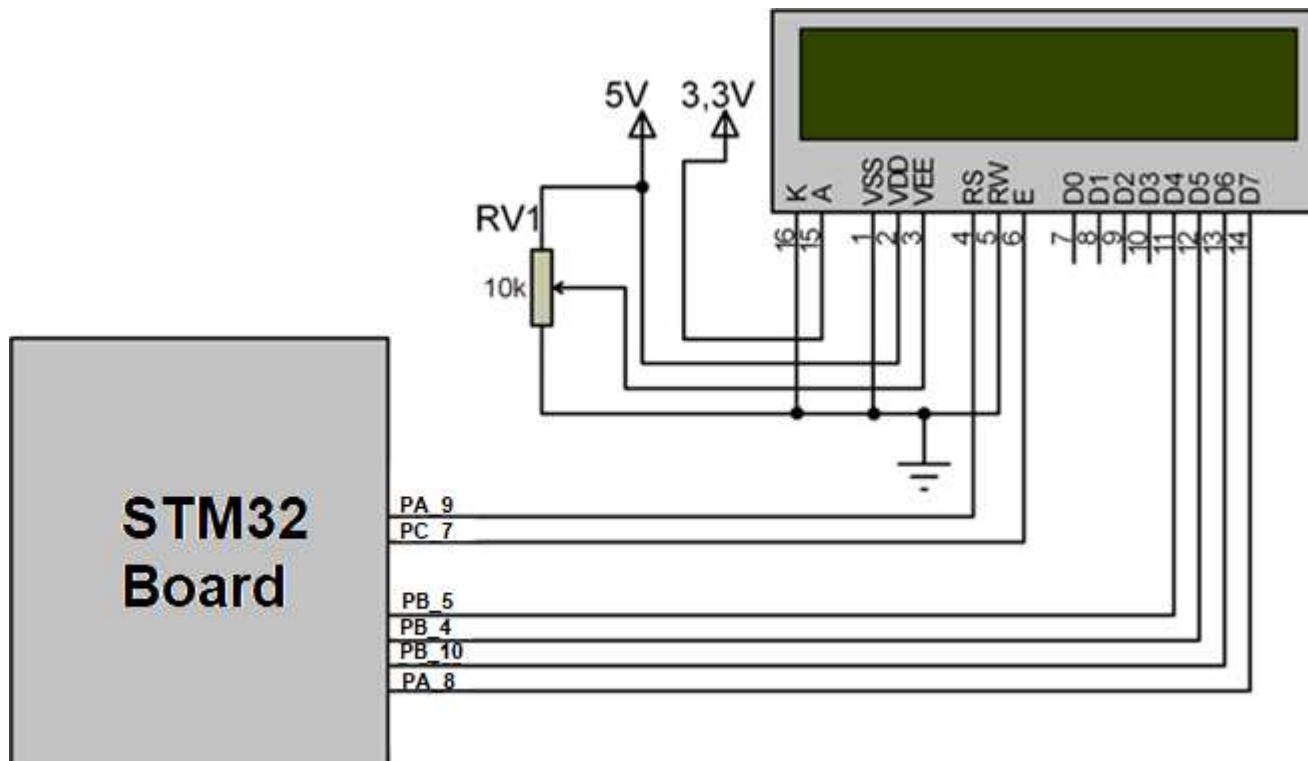 5V 3,3V
RV1
10k
K
A
VSS
VDD
VEE
RS
RW
E
D0
D1
D2
D3
D4
D5
D6
D7
16
15
1
2
3
4
5
6
7
8
9
10
11
12
13
14
STM32
Board
PA_9
PC_7
PB_5
PB_4
PB_10
PA_8